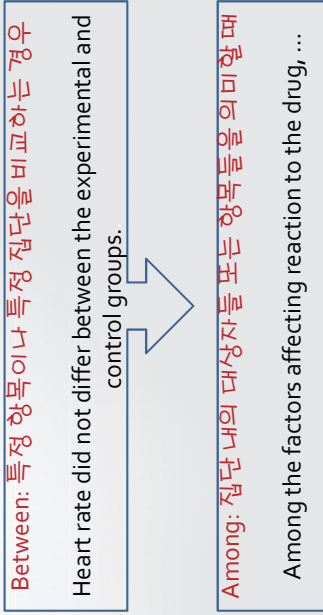 Between: 특정 항목이나 특정 집단을 비교하는 경우
Heart rate did not differ between the experimental and
control groups.
Among: 집단 내의 대상자들 또는 항목들을 의미할 때
Among the factors affecting reaction to the drug, ...